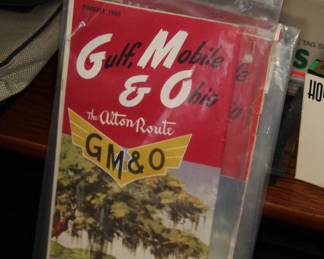 Gulf, Mobile
& Ohio
The Alton Route
GM&O